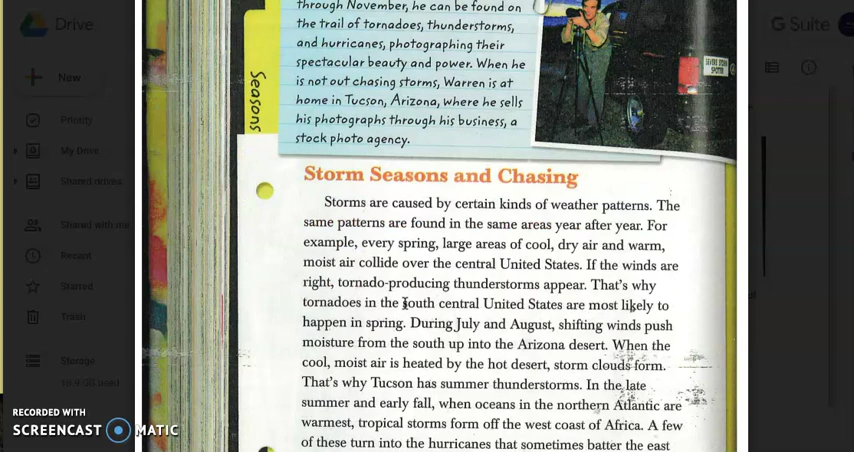 Drive
G Suite
New
Priority
My Drive
Shared drives
Shared with me
Recent
Starred
Trash
Storage
through November, he can be found on
the trail of tornadoes, thunderstorms,
and hurricanes, photographing their
spectacular beauty and power. When he
is not out chasing storms, Warren is at
home in Tucson, Arizona, where he sells
his photographs through his business, a
stock photo agency.
SEVERE STORM
SPOTTER
Seasons
Storm Seasons and Chasing
Storms are caused by certain kinds of weather patterns. The
same patterns are found in the same areas year after year. For
example, every spring, large areas of cool, dry air and warm,
moist air collide over the central United States. If the winds are
right, tornado-producing thunderstorms appear. That's why
tornadoes in the south central United States are most likely to
happen in spring. During July and August, shifting winds push
moisture from the south up into the Arizona desert. When the
cool, moist air is heated by the hot desert, storm clouds form.
That's why Tucson has summer thunderstorms. In the late
summer and early fall, when oceans in the northern Atlantic are
warmest, tropical storms form off the west coast of Africa. A few
of these turn into the hurricanes that sometimes batter the east
RECORDED WITH
SCREENCAST MATIC